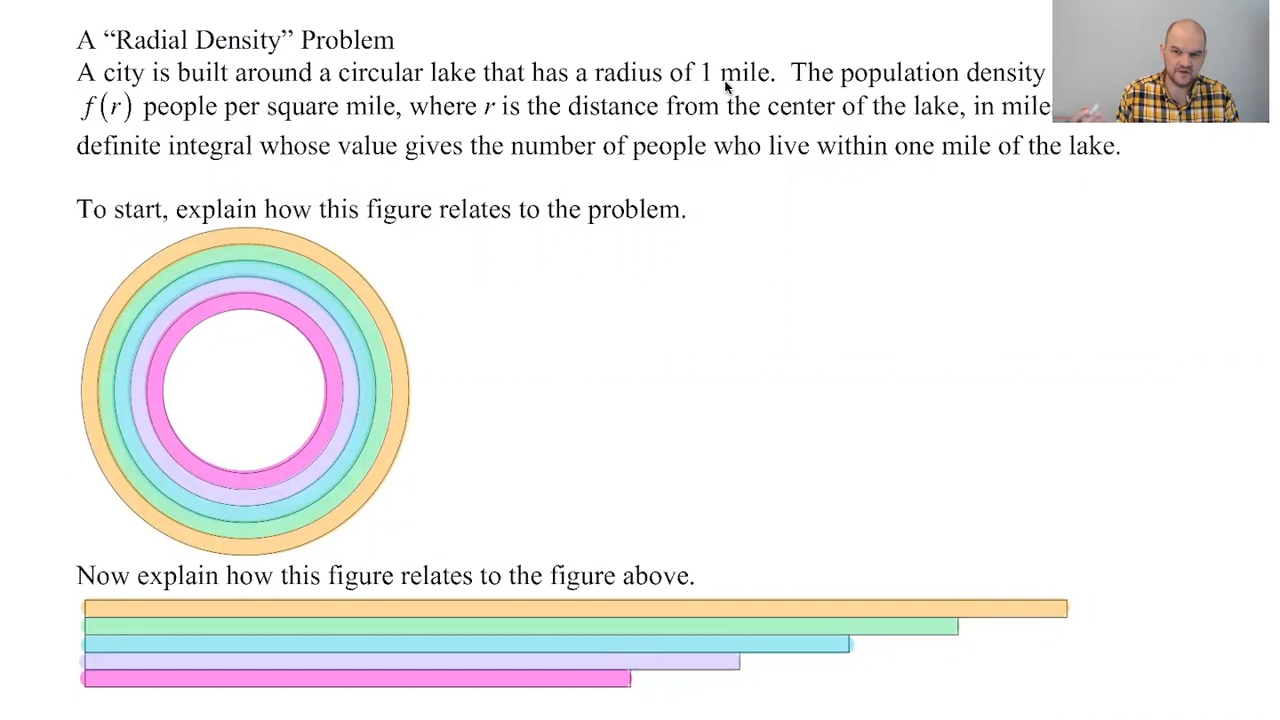 A “Radial Density” Problem
A city is built around a circular lake that has a radius of 1 mile. The population density
f(r) people per square mile, where r is the distance from the center of the lake, in mile
definite integral whose value gives the number of people who live within one mile of the lake.
To start, explain how this figure relates to the problem.
Now explain how this figure relates to the figure above.